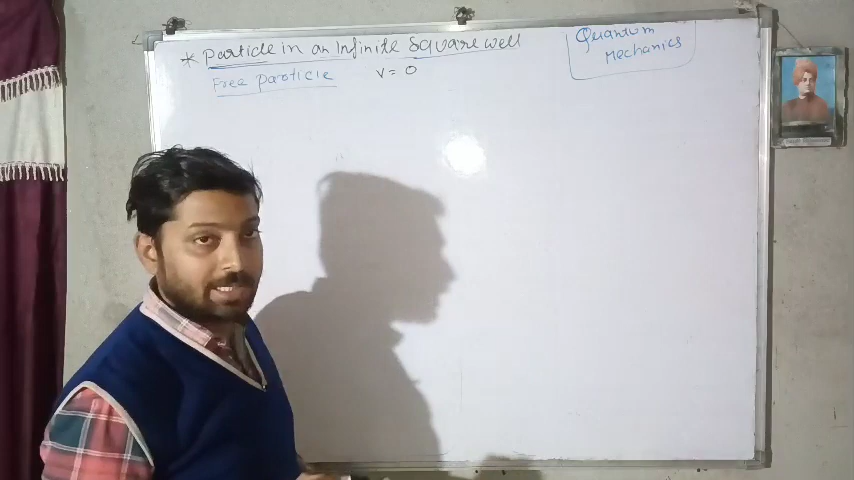 * Particle in an Infinite Square well
Free particle V = 0
Quantum
Mechanics